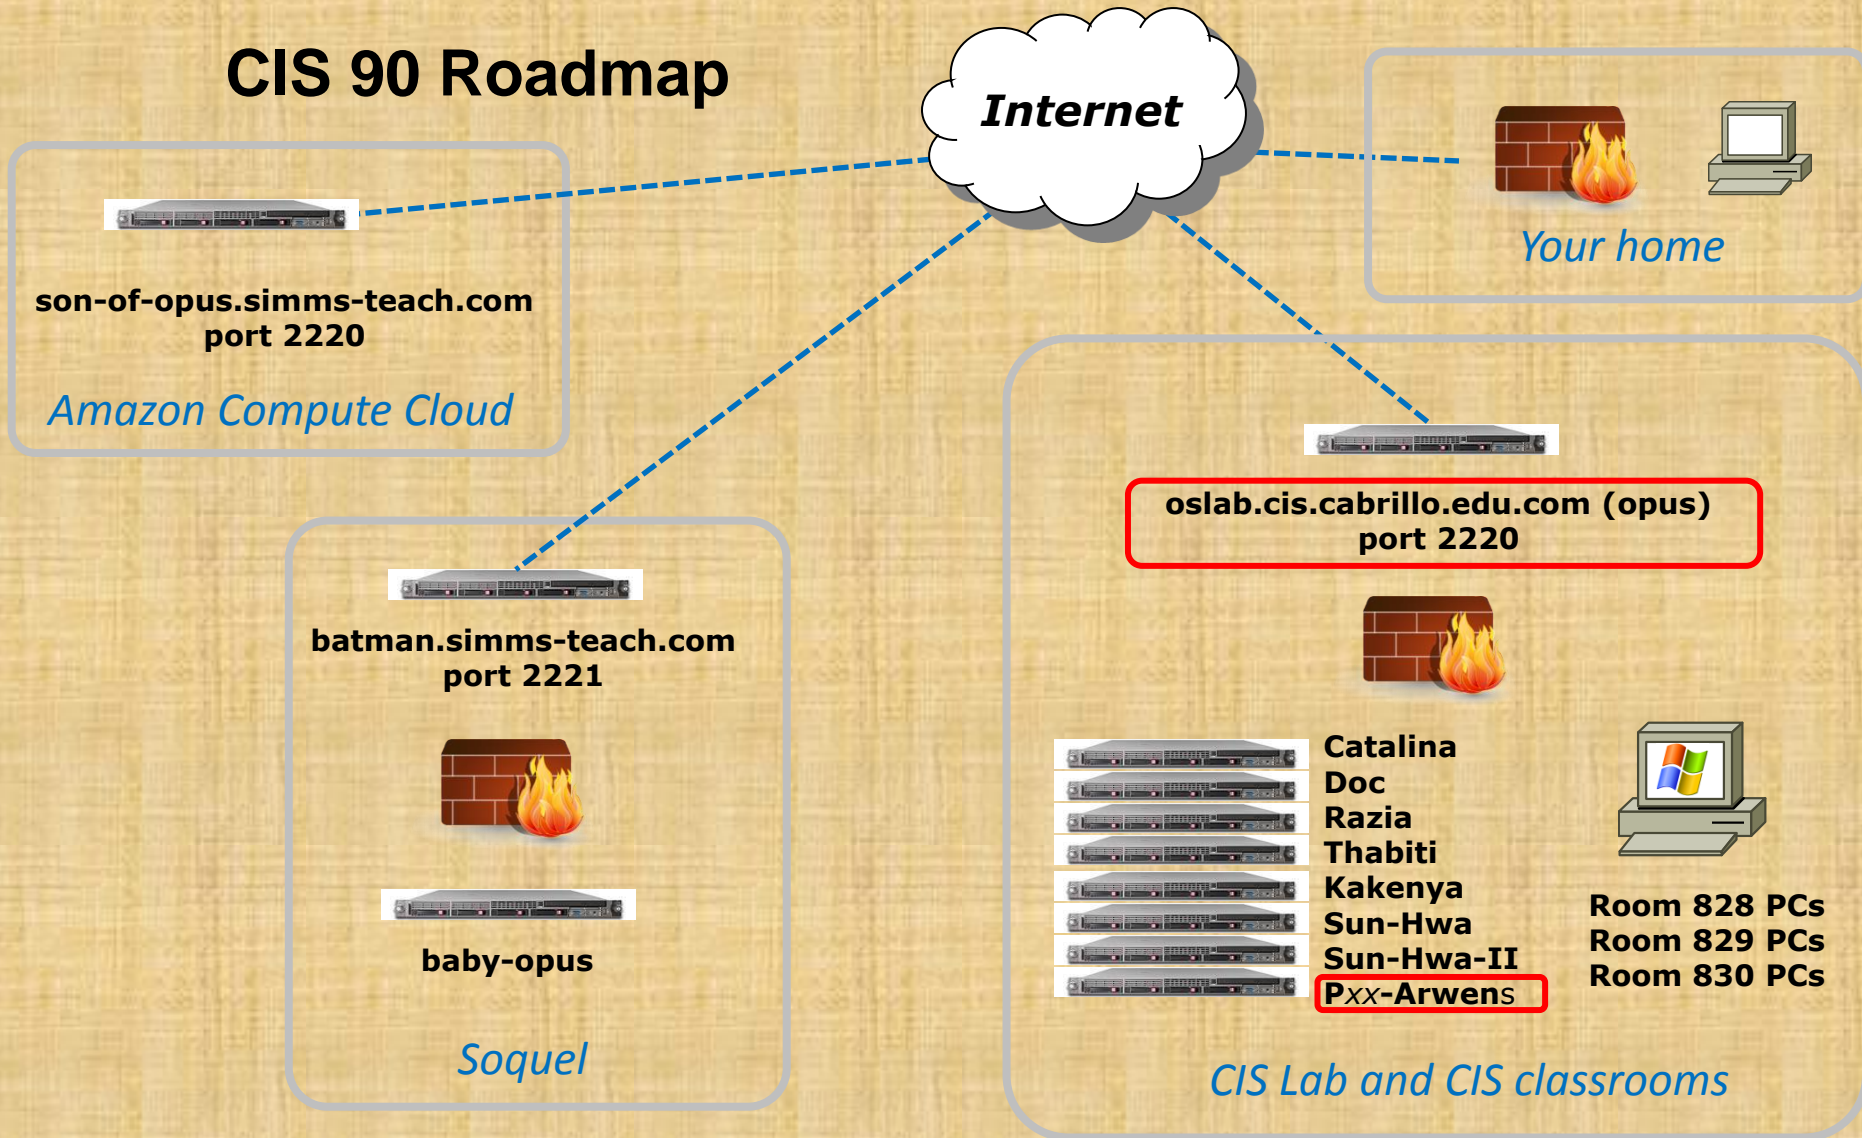 CIS 90 Roadmap
Internet
Your home
son-of-opus.simms-teach.com
port 2220
Amazon Compute Cloud
oslab.cis.cabrillo.edu.com (opus)
port 2220
batman.simms-teach.com
port 2221
baby-opus
Soquel
Catalina
Doc
Razia
Thabiti
Kakenya
Sun-Hwa
Sun-Hwa-II
Pxx-Arwens
Room 828 PCs
Room 829 PCs
Room 830 PCs
CIS Lab and CIS classrooms